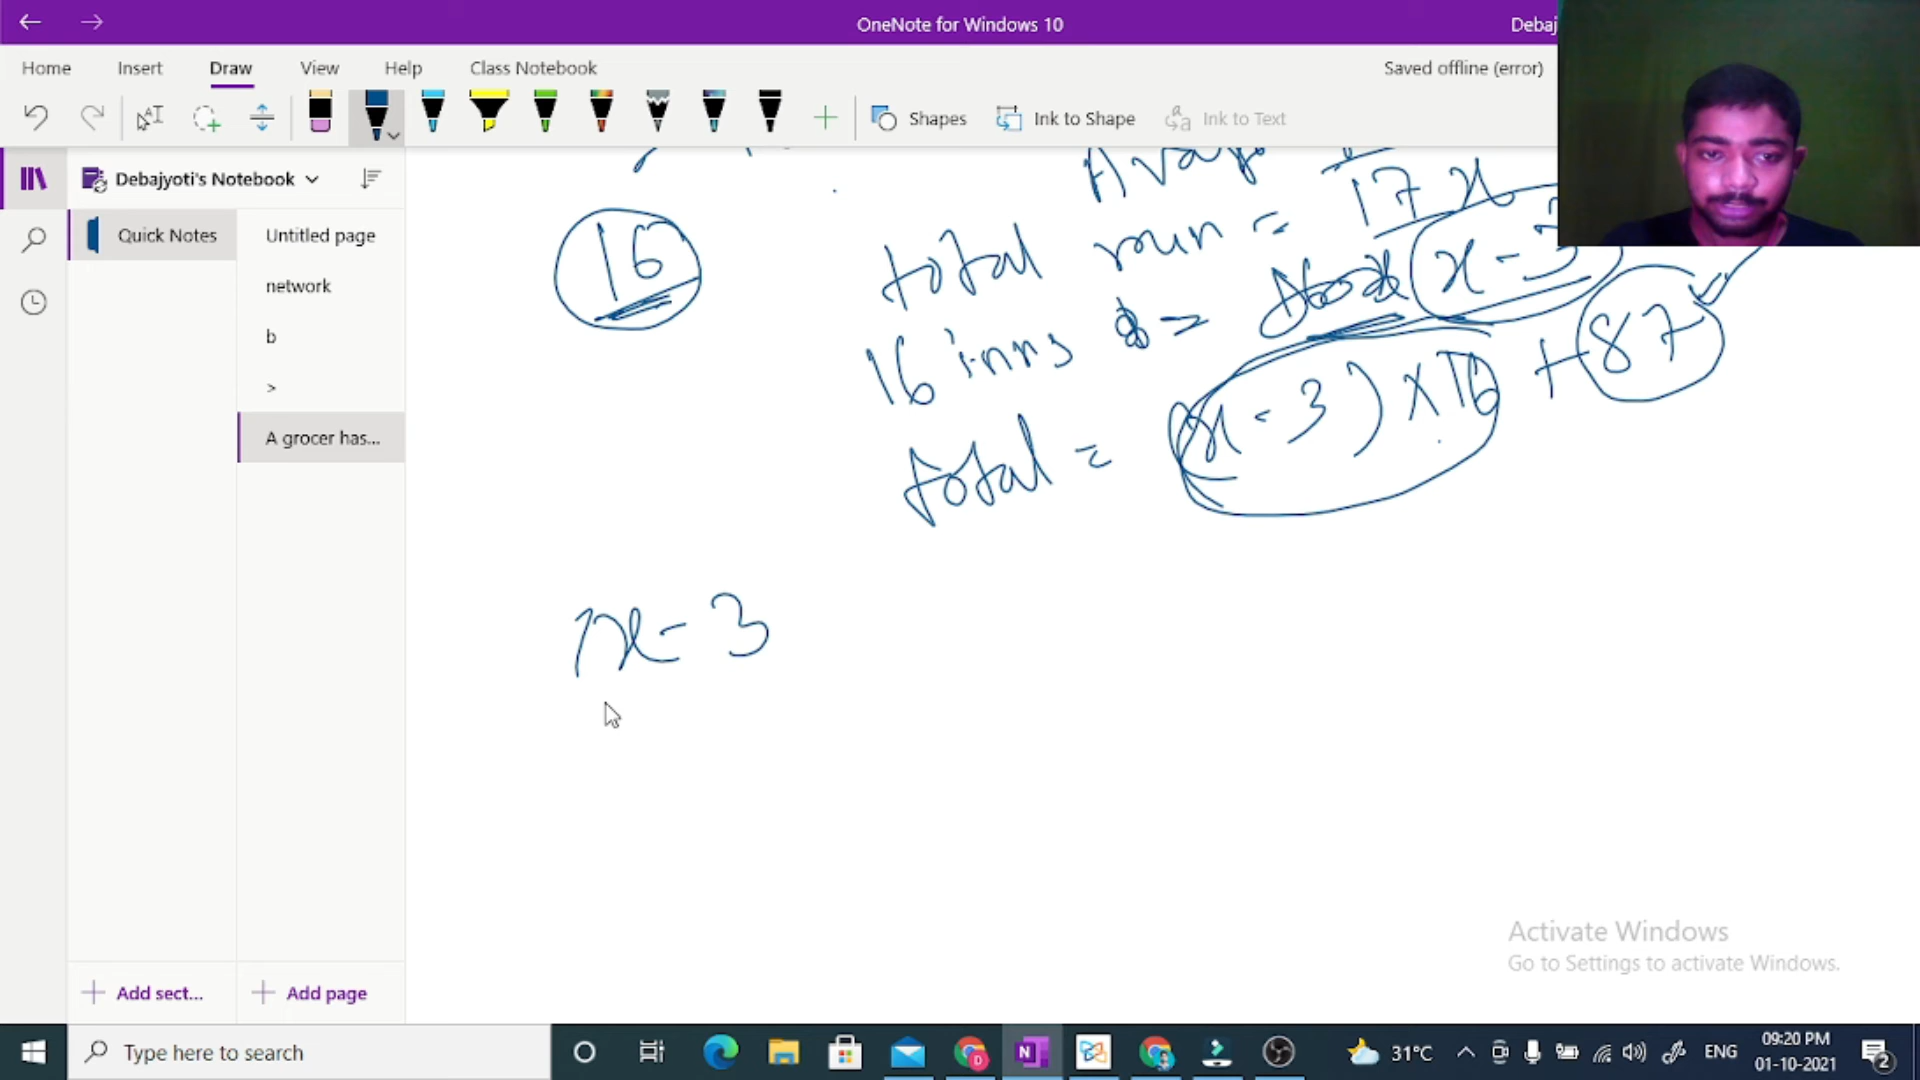 OneNote for Windows 10
Debaj
Home Insert Draw View Help Class Notebook Saved offline (error)
Shapes Ink to Shape Ink to Text
Debajyoti's Notebook
Quick Notes
Untitled page
network
b
>
A grocer has...
17 x
total run =
16
16 inns = (x-3
total = (x-3) x 16 + 87
x-3
Activate Windows
Go to Settings to activate Windows.
+ Add sect... + Add page
Type here to search
31°C ENG 09:20 PM
01-10-2021
2